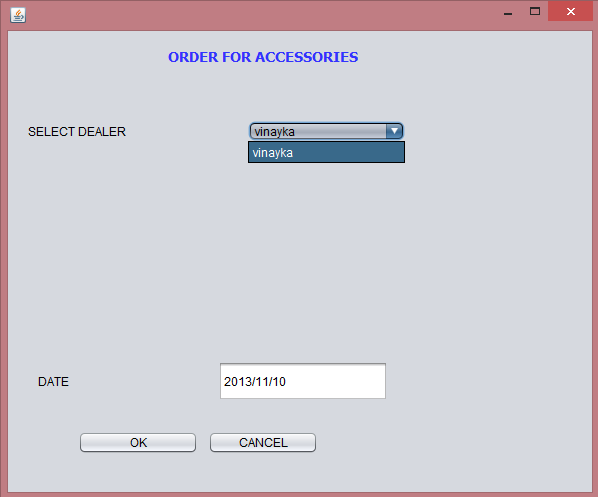 ORDER FOR ACCESSORIES
SELECT DEALER
vinayka
vinayka
DATE
2013/11/10
OK
CANCEL